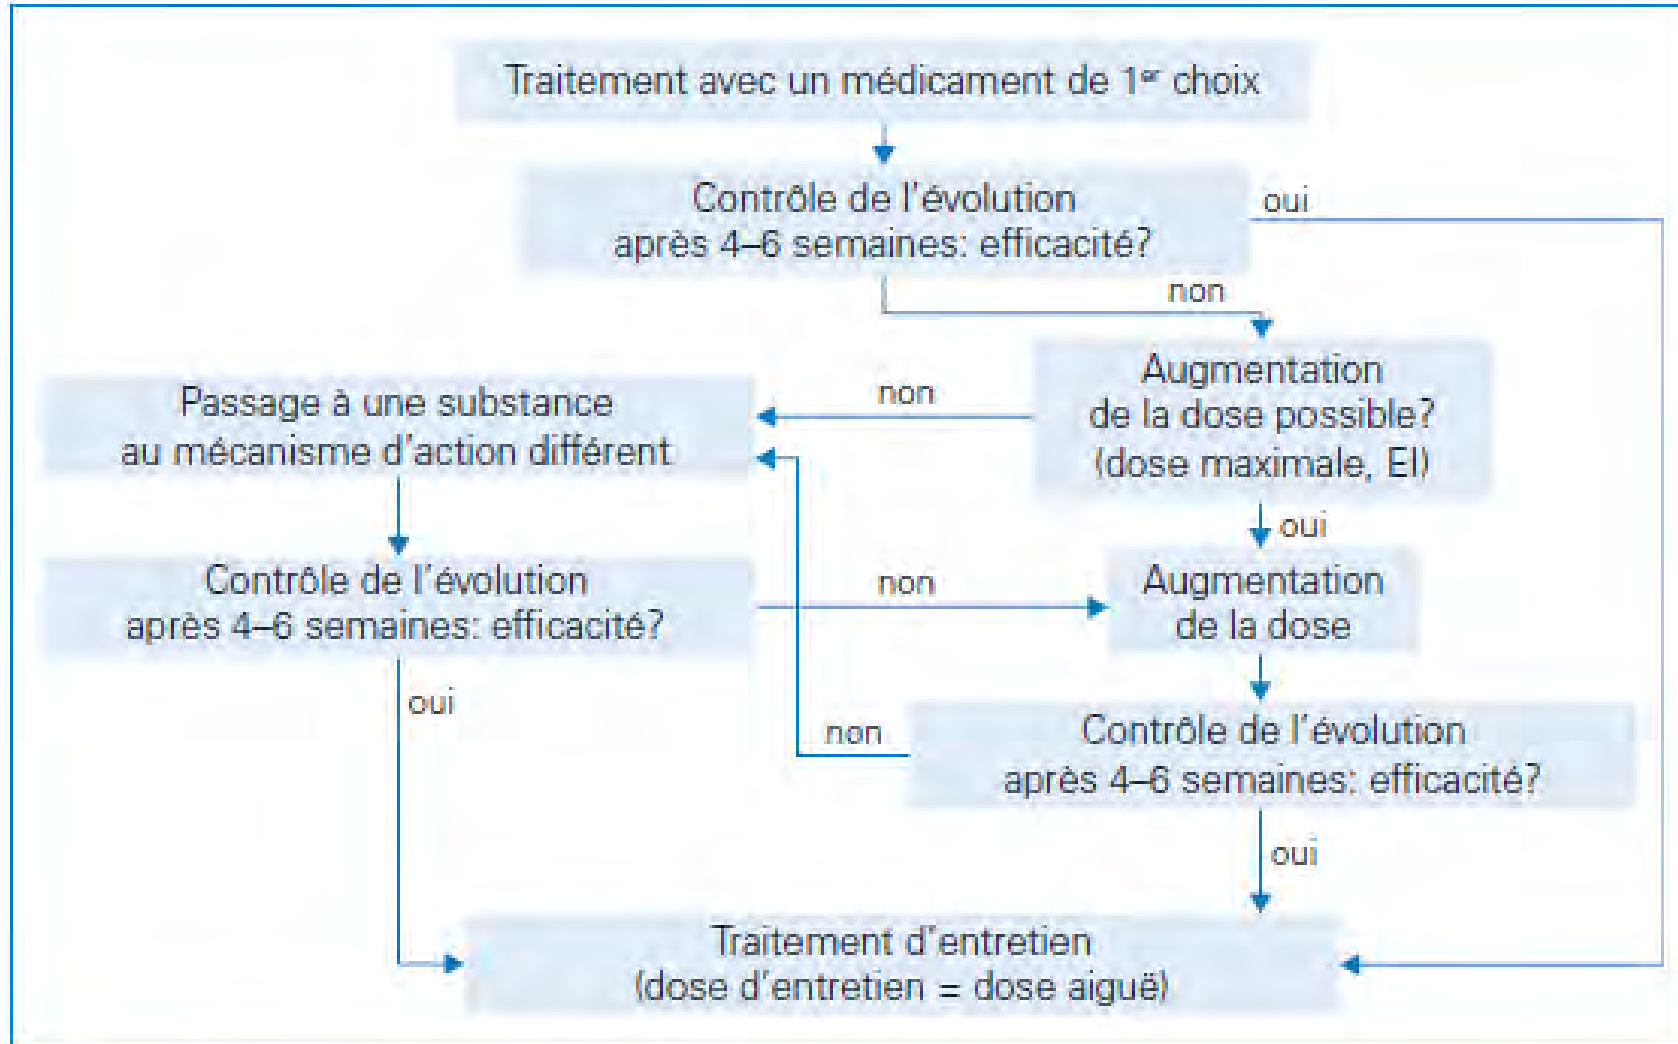 Traitement avec un médicament de 1er choix
Contrôle de l'évolution
après 4–6 semaines: efficacité?
oui
non
Augmentation
de la dose possible?
(dose maximale, EI)
non
Passage à une substance
au mécanisme d'action différent
oui
Contrôle de l'évolution
après 4–6 semaines: efficacité?
non
Augmentation
de la dose
oui
non
Contrôle de l'évolution
après 4–6 semaines: efficacité?
oui
Traitement d'entretien
(dose d'entretien = dose aiguë)